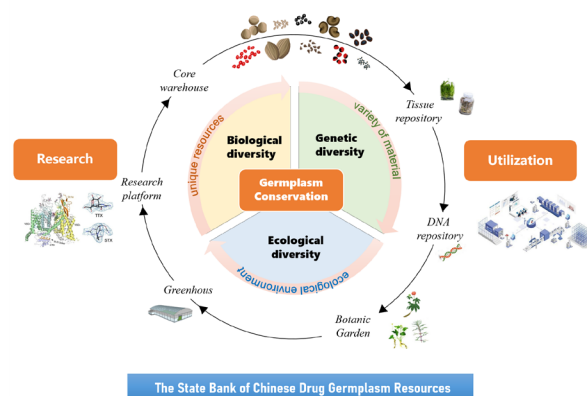 Core
warehouse
Tissue
repository
unique resources
variety of material
Biological
diversity
Genetic
diversity
Research
Utilization
Germplasm
Conservation
Research
platform
TTX
STX
DNA
repository
Ecological
diversity
ecological environment
Greenhous
Botanic
Garden
The State Bank of Chinese Drug Germplasm Resources